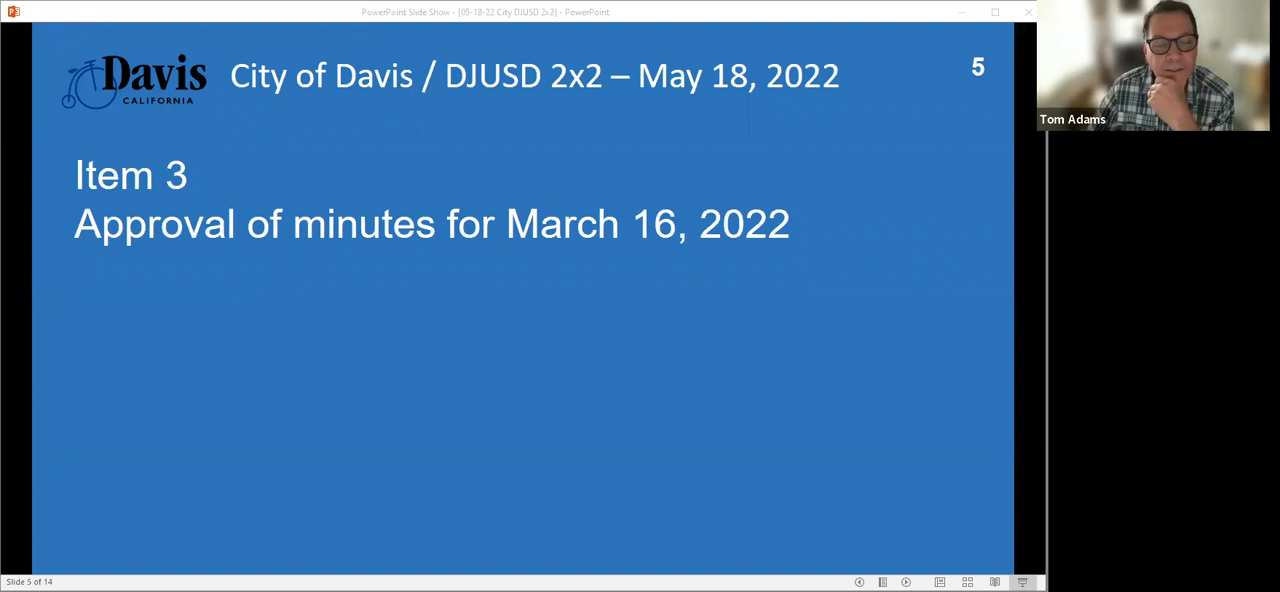 PowerPoint Slide Show - [05-18-22 City DJUSD 2x2] - PowerPoint
Davis
CALIFORNIA
City of Davis / DJUSD 2x2 – May 18, 2022
5
Tom Adams
Item 3
Approval of minutes for March 16, 2022
Slide 5 of 14